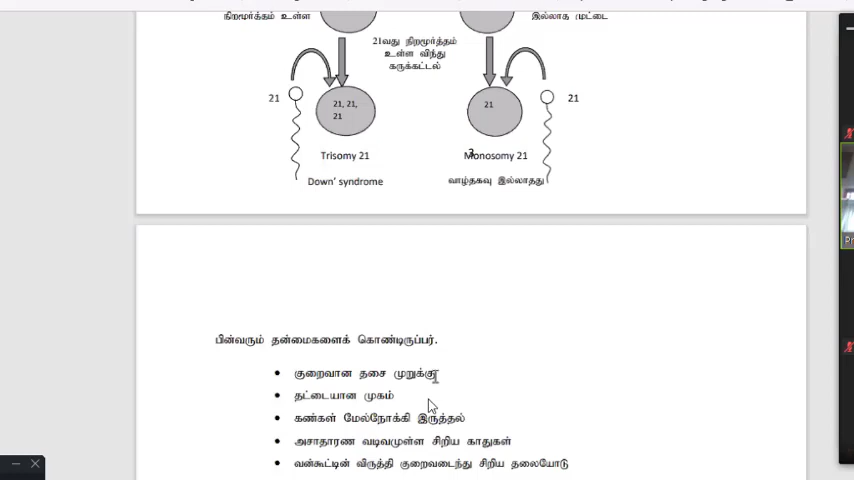 நிறமூர்த்தம் உள்ள
இல்லாத முட்டை
21வது நிறமூர்த்தம்
உள்ள விந்து
கருக்கட்டல்
21
21, 21,
21
21
21
Trisomy 21
3
Monosomy 21
Down' syndrome
வாழ்தகவு இல்லாதது
பின்வரும் தன்மைகளைக் கொண்டிருப்பர்.
• குறைவான தசை முறுக்கு
• தட்டையான முகம்
• கண்கள் மேல்நோக்கி இருத்தல்
• அசாதாரண வடிவமுள்ள சிறிய காதுகள்
• வன்கூட்டின் விருத்தி குறைவடைந்து சிறிய தலையோடு